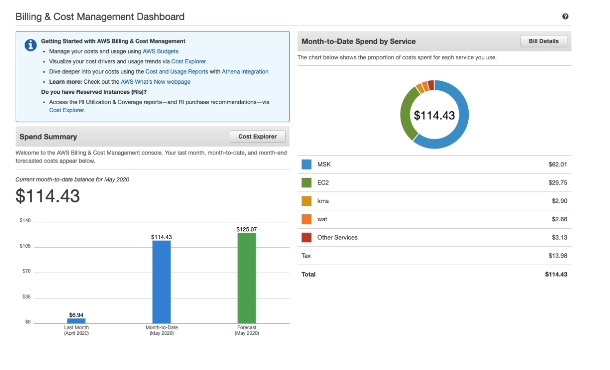 Billing & Cost Management Dashboard
Getting Started with AWS Billing & Cost Management
• Manage your costs and usage using AWS Budgets
• Visualize your cost drivers and usage trends via Cost Explorer
• Dive deeper into your costs using the Cost and Usage Reports with Athena integration
• Learn more: Check out the AWS What's New webpage
Do you have Reserved Instances (RIs)?
• Access the RI Utilization & Coverage reports—and RI purchase recommendations—via
Cost Explorer.
Spend Summary
Cost Explorer
Welcome to the AWS Billing & Cost Management console. Your last month, month-to-date, and month-end
forecasted costs appear below.
Current month-to-date balance for May 2020
$114.43
$140
$105
$70
$35
$0
$6.94
$114.43
$125.07
Last Month
(April 2020)
Month-to-Date
(May 2020)
Forecast
(May 2020)
Month-to-Date Spend by Service
Bill Details
The chart below shows the proportion of costs spent for each service you use.
$114.43
MSK $62.01
EC2 $29.75
kms $2.90
waf $2.66
Other Services $3.13
Tax $13.98
Total $114.43